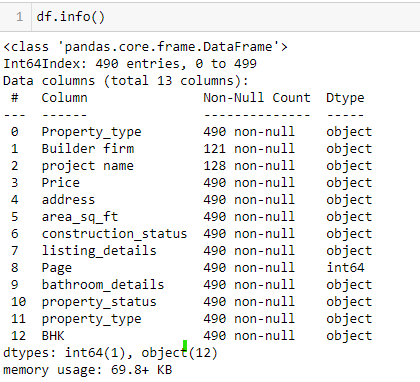 1 df.info()
<class 'pandas.core.frame.DataFrame'>
Int64Index: 490 entries, 0 to 499
Data columns (total 13 columns):
 #   Column               Non-Null Count  Dtype
---  ------               --------------  -----
 0   Property_type        490 non-null    object
 1   Builder firm         121 non-null    object
 2   project name         128 non-null    object
 3   Price                490 non-null    object
 4   address              490 non-null    object
 5   area_sq_ft           490 non-null    object
 6   construction_status  490 non-null    object
 7   listing_details      490 non-null    object
 8   Page                 490 non-null    int64
 9   bathroom_details     490 non-null    object
 10  property_status      490 non-null    object
 11  property_type        490 non-null    object
 12  BHK                  490 non-null    object
dtypes: int64(1), object(12)
memory usage: 69.8+ KB